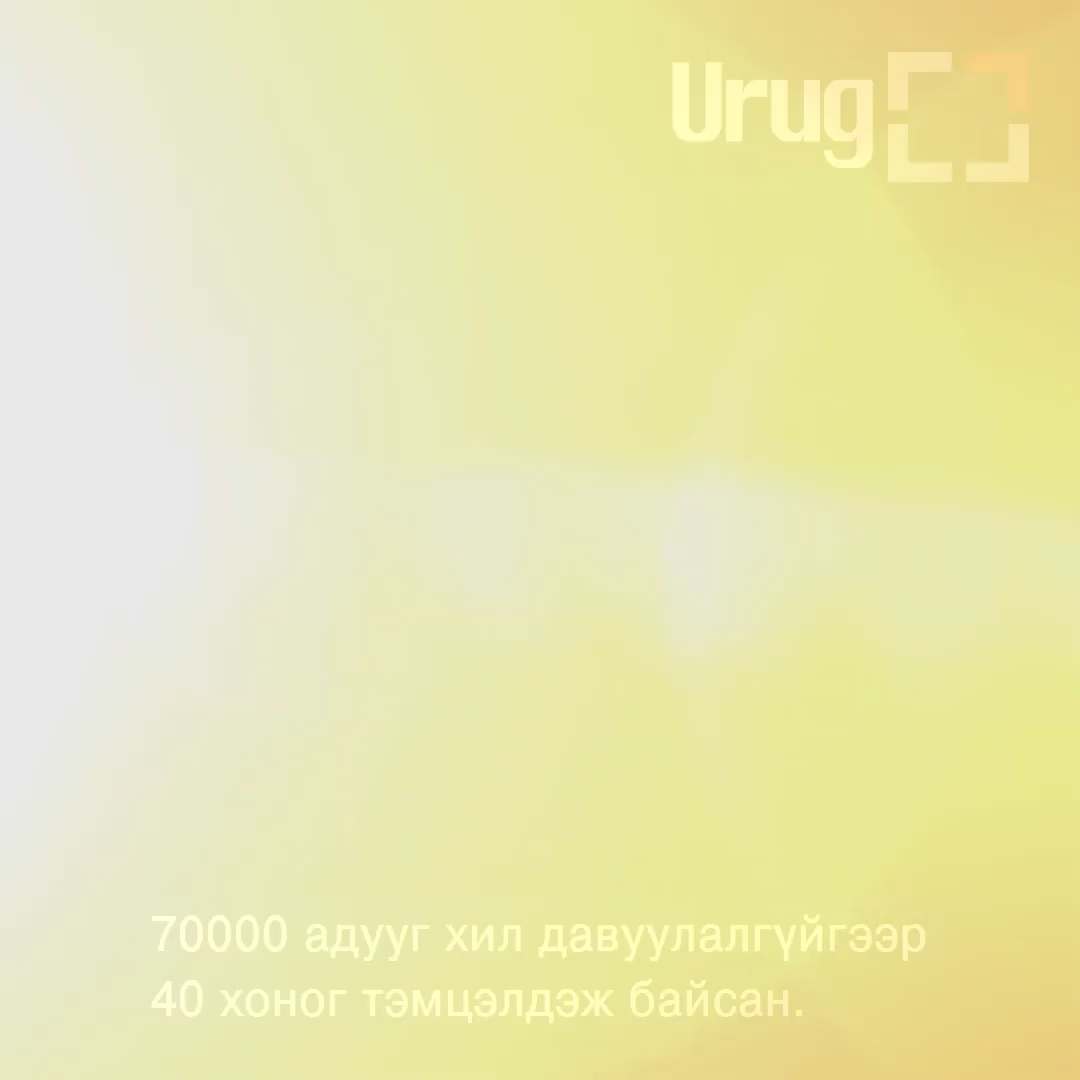 Urug
70000 адууг хил давуулалгүйгээр
40 хоног тэмцэлдэж байсан.